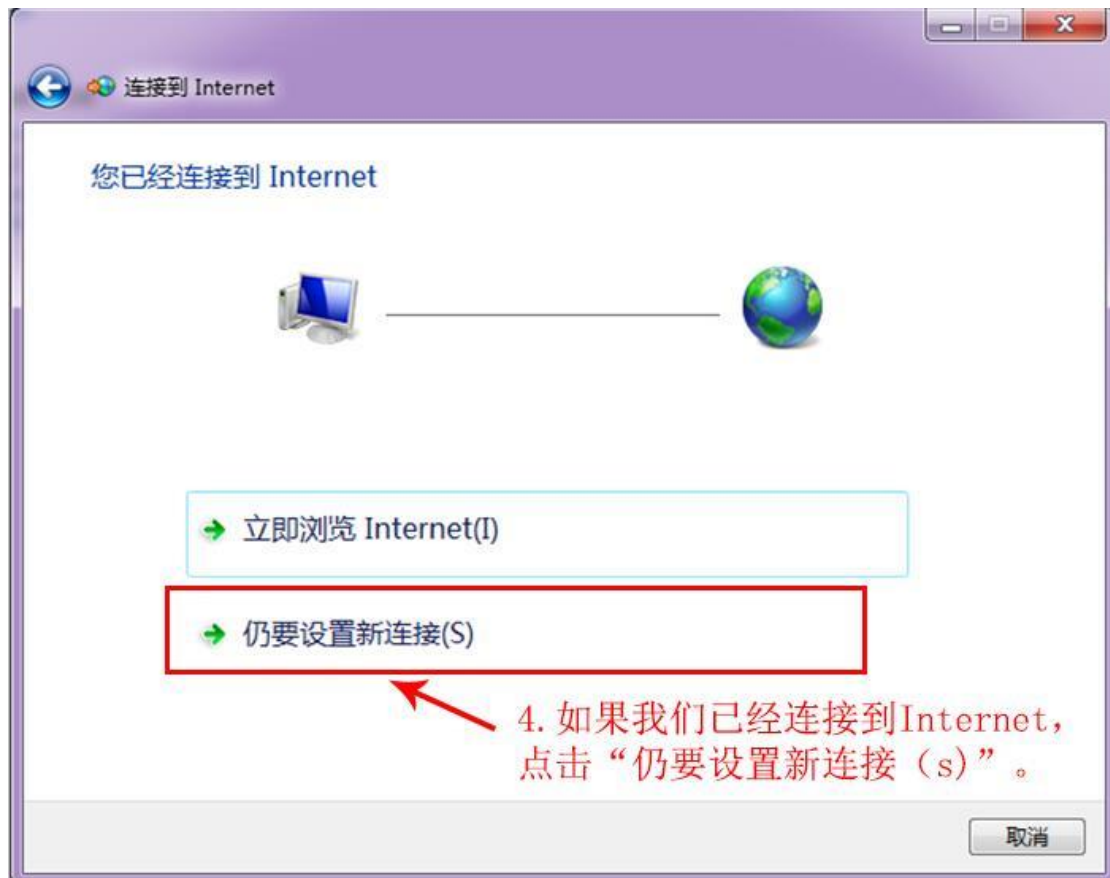 连接到 Internet
您已经连接到 Internet
立即浏览 Internet(I)
仍要设置新连接(S)
4.如果我们已经连接到Internet，
点击“仍要设置新连接（s)”。
取消